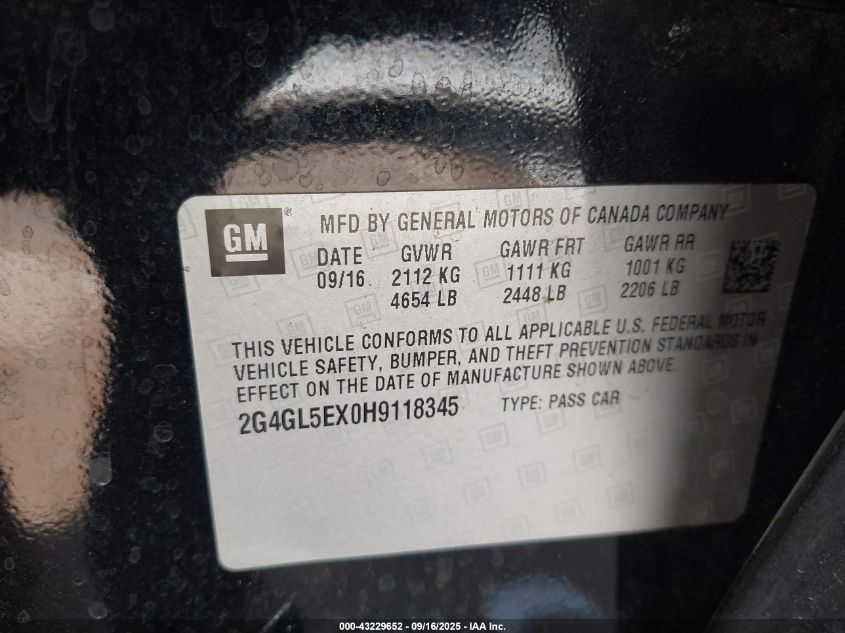 GM ®
MFD BY GENERAL MOTORS OF CANADA COMPANY
DATE GVWR GAWR FRT GAWR RR
09/16 2112 KG 1111 KG 1001 KG
4654 LB 2448 LB 2206 LB
THIS VEHICLE CONFORMS TO ALL APPLICABLE U.S. FEDERAL MOTOR
VEHICLE SAFETY, BUMPER, AND THEFT PREVENTION STANDARDS IN
EFFECT ON THE DATE OF MANUFACTURE SHOWN ABOVE.
2G4GL5EX0H9118345 TYPE: PASS CAR
000-43229652 - 09/16/2025 - IAA Inc.